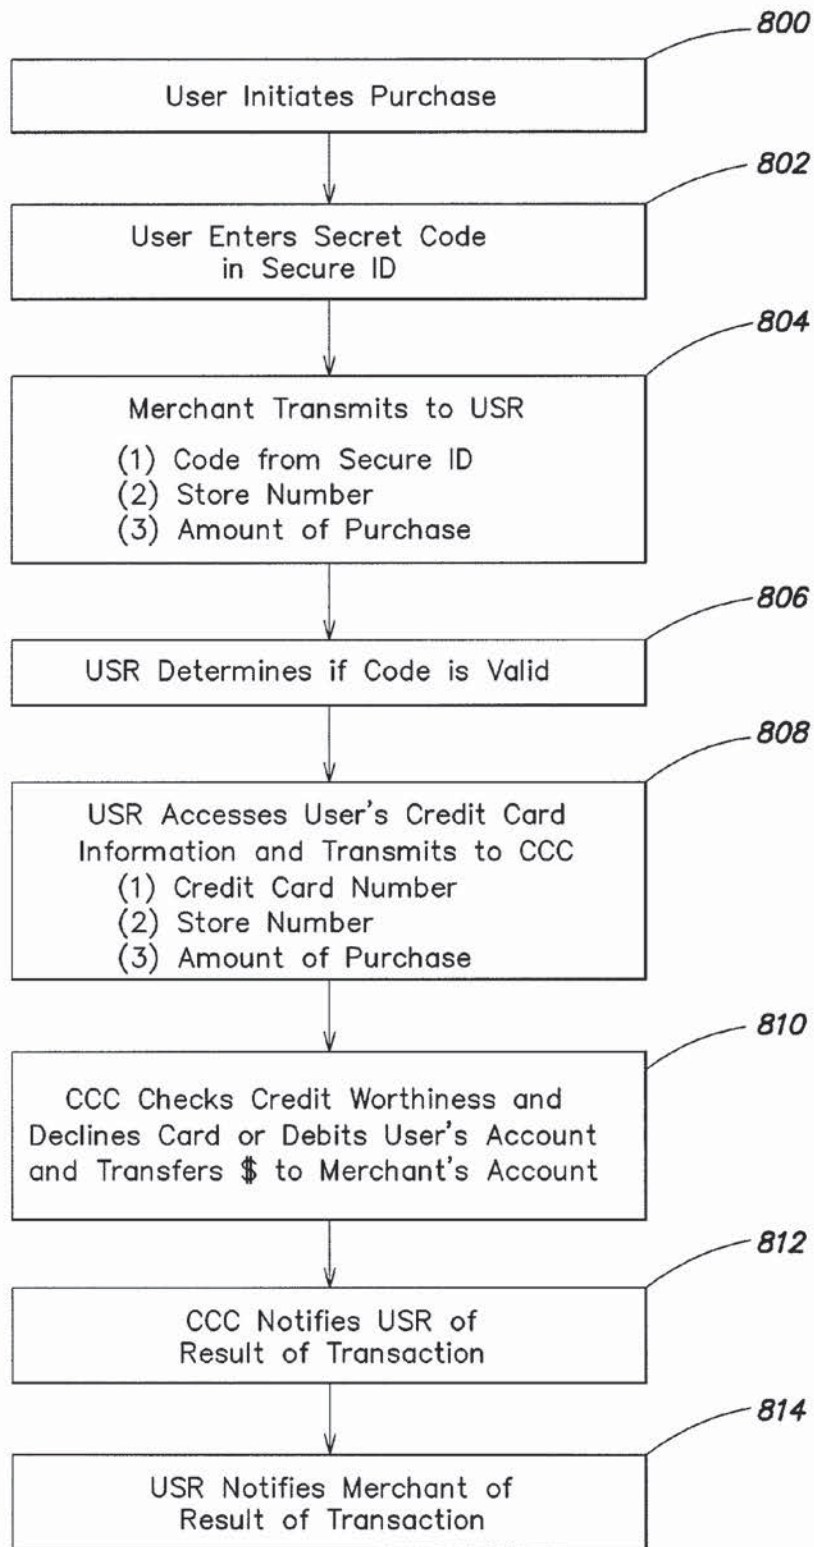 800
User Initiates Purchase
802
User Enters Secret Code
in Secure ID
804
Merchant Transmits to USR
(1) Code from Secure ID
(2) Store Number
(3) Amount of Purchase
806
USR Determines if Code is Valid
808
USR Accesses User's Credit Card
Information and Transmits to CCC
(1) Credit Card Number
(2) Store Number
(3) Amount of Purchase
810
CCC Checks Credit Worthiness and
Declines Card or Debits User's Account
and Transfers $ to Merchant's Account
812
CCC Notifies USR of
Result of Transaction
814
USR Notifies Merchant of
Result of Transaction